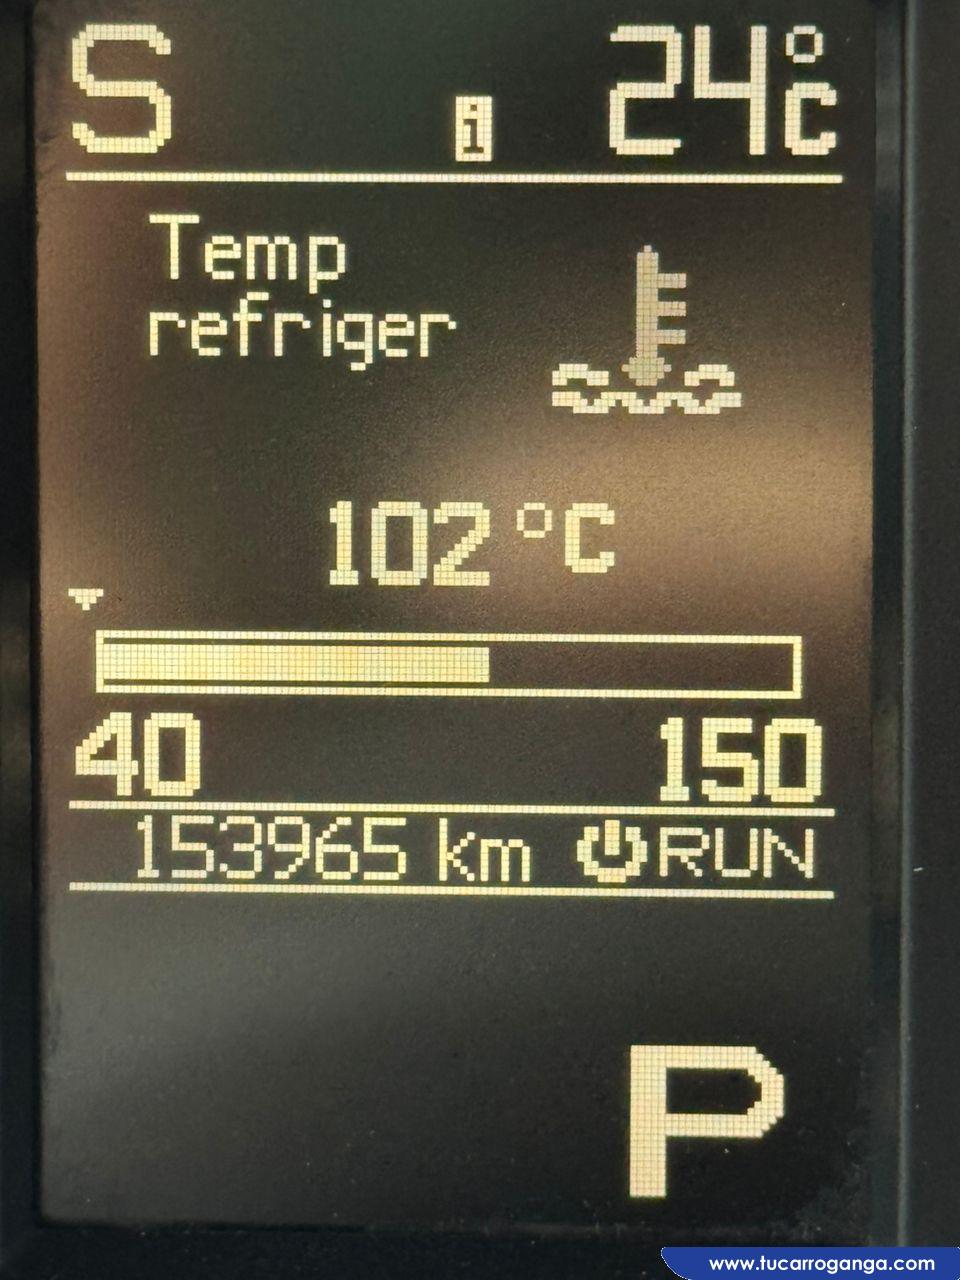 S i 24°C
Temp
refriger
102 °C
40 150
153965 km RUN
P
www.tucarroganga.com